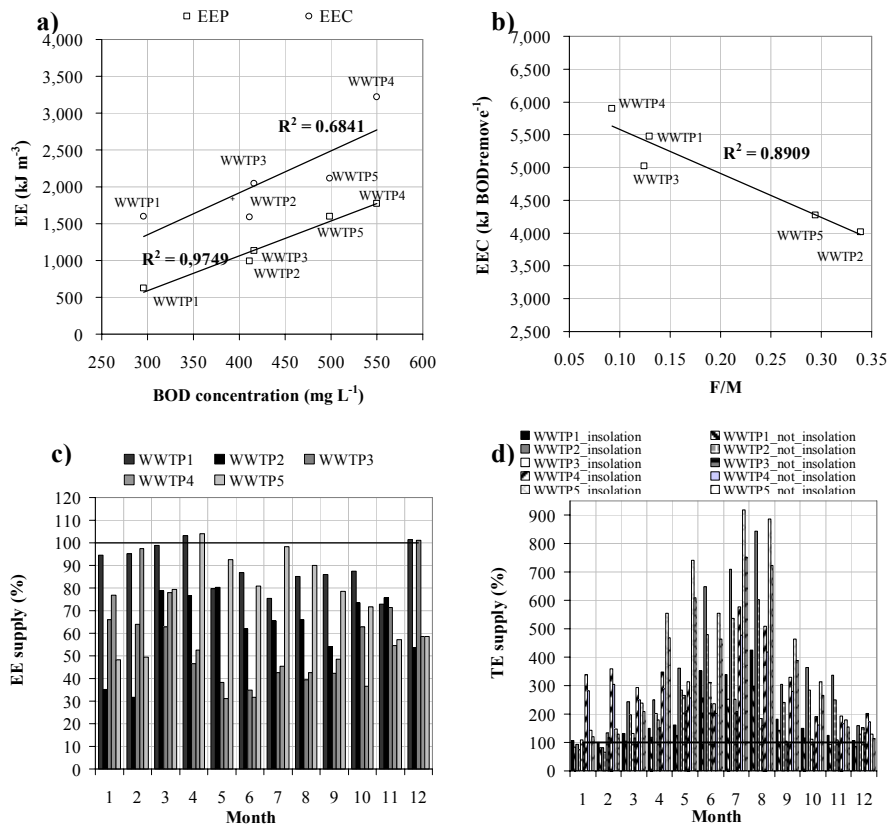 a)
EEP EEC
4,000
3,500
3,000
2,500
2,000
1,500
1,000
500
0
EE (kJ m-3)
WWTP4
R2 = 0.6841
WWTP3
WWTP5
WWTP1
WWTP2
WWTP4
WWTP5
R2 = 0.9749
WWTP3
WWTP2
WWTP1
250 300 350 400 450 500 550 600
BOD concentration (mg L-1)
b)
7,000
6,500
6,000
5,500
5,000
4,500
4,000
3,500
3,000
2,500
EEC (kJ BODremove-1)
WWTP4
WWTP1
R2 = 0.8909
WWTP3
WWTP5
WWTP2
0.05 0.10 0.15 0.20 0.25 0.30 0.35
F/M
c)
WWTP1 WWTP2 WWTP3
WWTP4 WWTP5
120
110
100
90
80
70
60
50
40
30
20
10
0
EE supply (%)
1 2 3 4 5 6 7 8 9 10 11 12
Month
d)
WWTP1_insolation WWTP1_not_insolation
WWTP2_insolation WWTP2_not_insolation
WWTP3_insolation WWTP3_not_insolation
WWTP4_insolation WWTP4_not_insolation
WWTP5_insolation WWTP5_not_insolation
900
800
700
600
500
400
300
200
100
0
TE supply (%)
1 2 3 4 5 6 7 8 9 10 11 12
Month